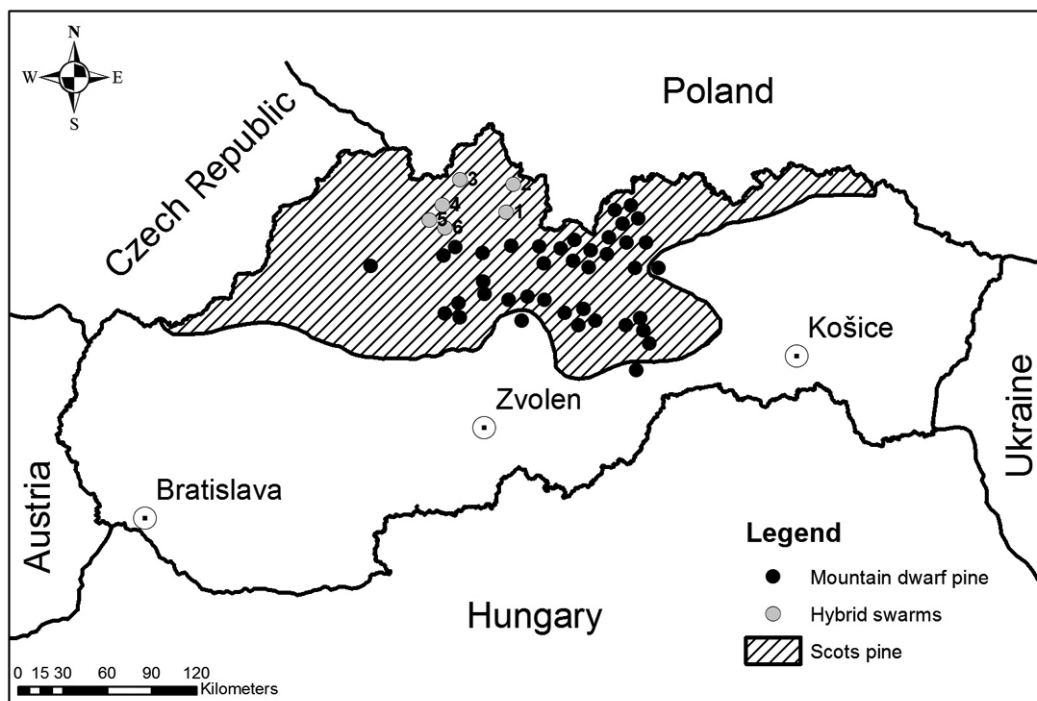 N
W
E
S
Poland
Czech Republic
3
2
4
1
5
6
Košice
Zvolen
Ukraine
Bratislava
Austria
Legend
Mountain dwarf pine
Hungary
Hybrid swarms
Scots pine
0 15 30 60 90 120
Kilometers